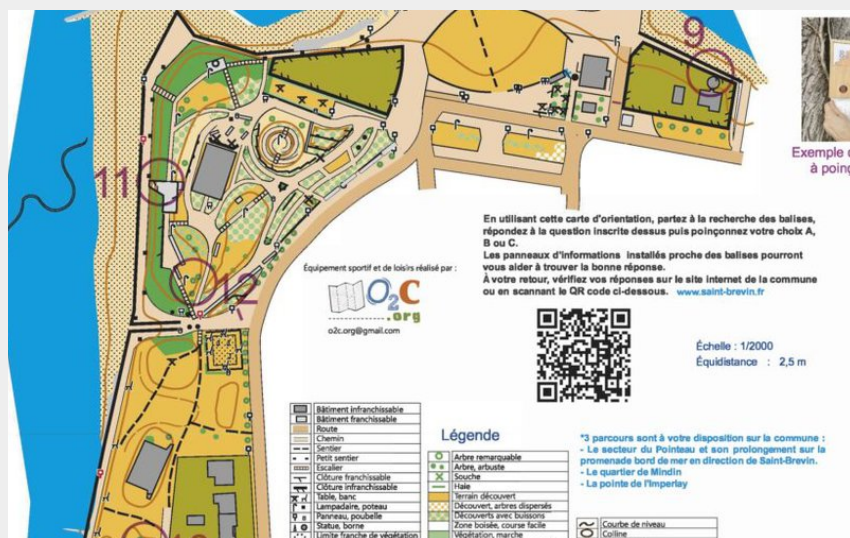 9
11
12
Exemple
à poinç
En utilisant cette carte d'orientation, partez à la recherche des balises,
répondez à la question inscrite dessus puis poinçonnez votre choix A,
B ou C.
Les panneaux d'informations installés proche des balises pourront
vous aider à trouver la bonne réponse.
À votre retour, vérifiez vos réponses sur le site internet de la commune
ou en scannant le QR code ci-dessous. www.saint-brevin.fr
Équipement sportif et de loisirs réalisé par :
O2C
.org
o2c.org@gmail.com
Échelle : 1/2000
Équidistance : 2,5 m
Légende
*3 parcours sont à votre disposition sur la commune :
- Le secteur du Pointeau et son prolongement sur la
promenade bord de mer en direction de Saint-Brevin.
- Le quartier de Mindin
- La pointe de l'Imperlay
Bâtiment infranchissable
Bâtiment franchissable
Route
Chemin
Sentier
Petit sentier
Escalier
Clôture franchissable
Clôture infranchissable
Table, banc
Lampadaire, poteau
Panneau, poubelle
Statue, borne
Limite franche de végétation
Arbre remarquable
Arbre, arbuste
Souche
Haie
Terrain découvert
Découvert, arbres dispersés
Découverts avec buissons
Zone boisée, course facile
Végétation, marche
Courbe de niveau
Colline